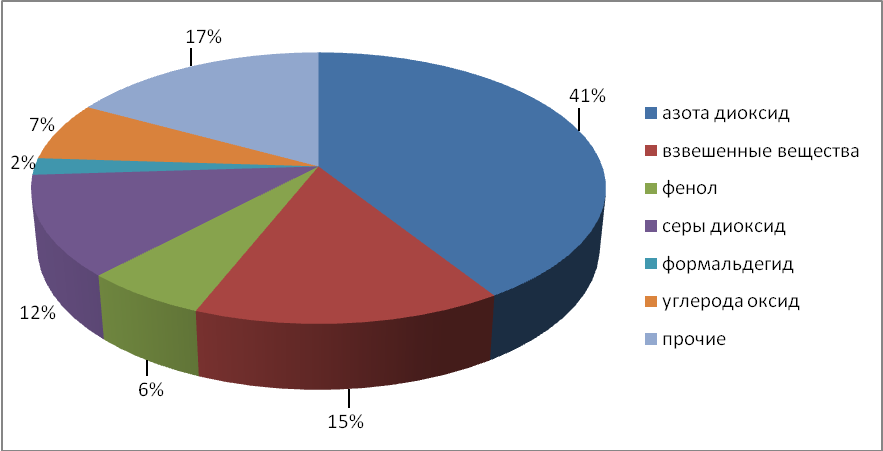 17%
41%
7%
2%
12%
6%
15%
азота диоксид
взвешенные вещества
фенол
серы диоксид
формальдегид
углерода оксид
прочие